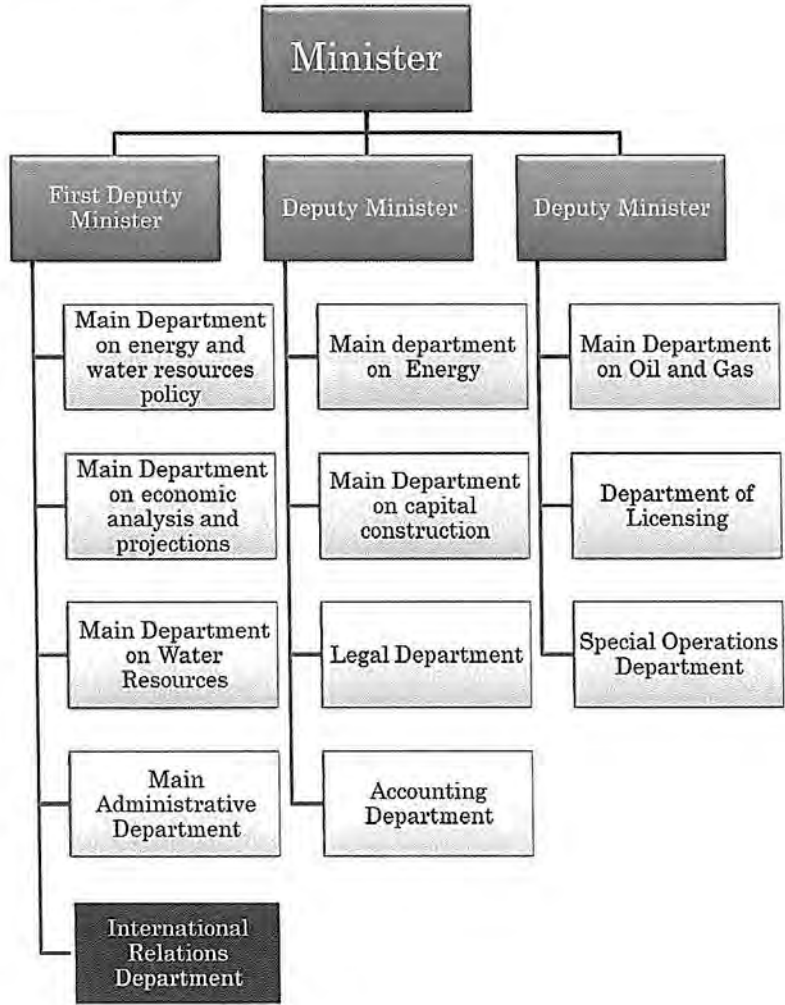 Minister
First Deputy
Minister
Deputy Minister
Deputy Minister
Main Department
on energy and
water resources
policy
Main Department
on economic
analysis and
projections
Main Department
on Water
Resources
Main
Administrative
Department
International
Relations
Department
Main department
on Energy
Main Department
on capital
construction
Legal Department
Accounting
Department
Main Department
on Oil and Gas
Department of
Licensing
Special Operations
Department